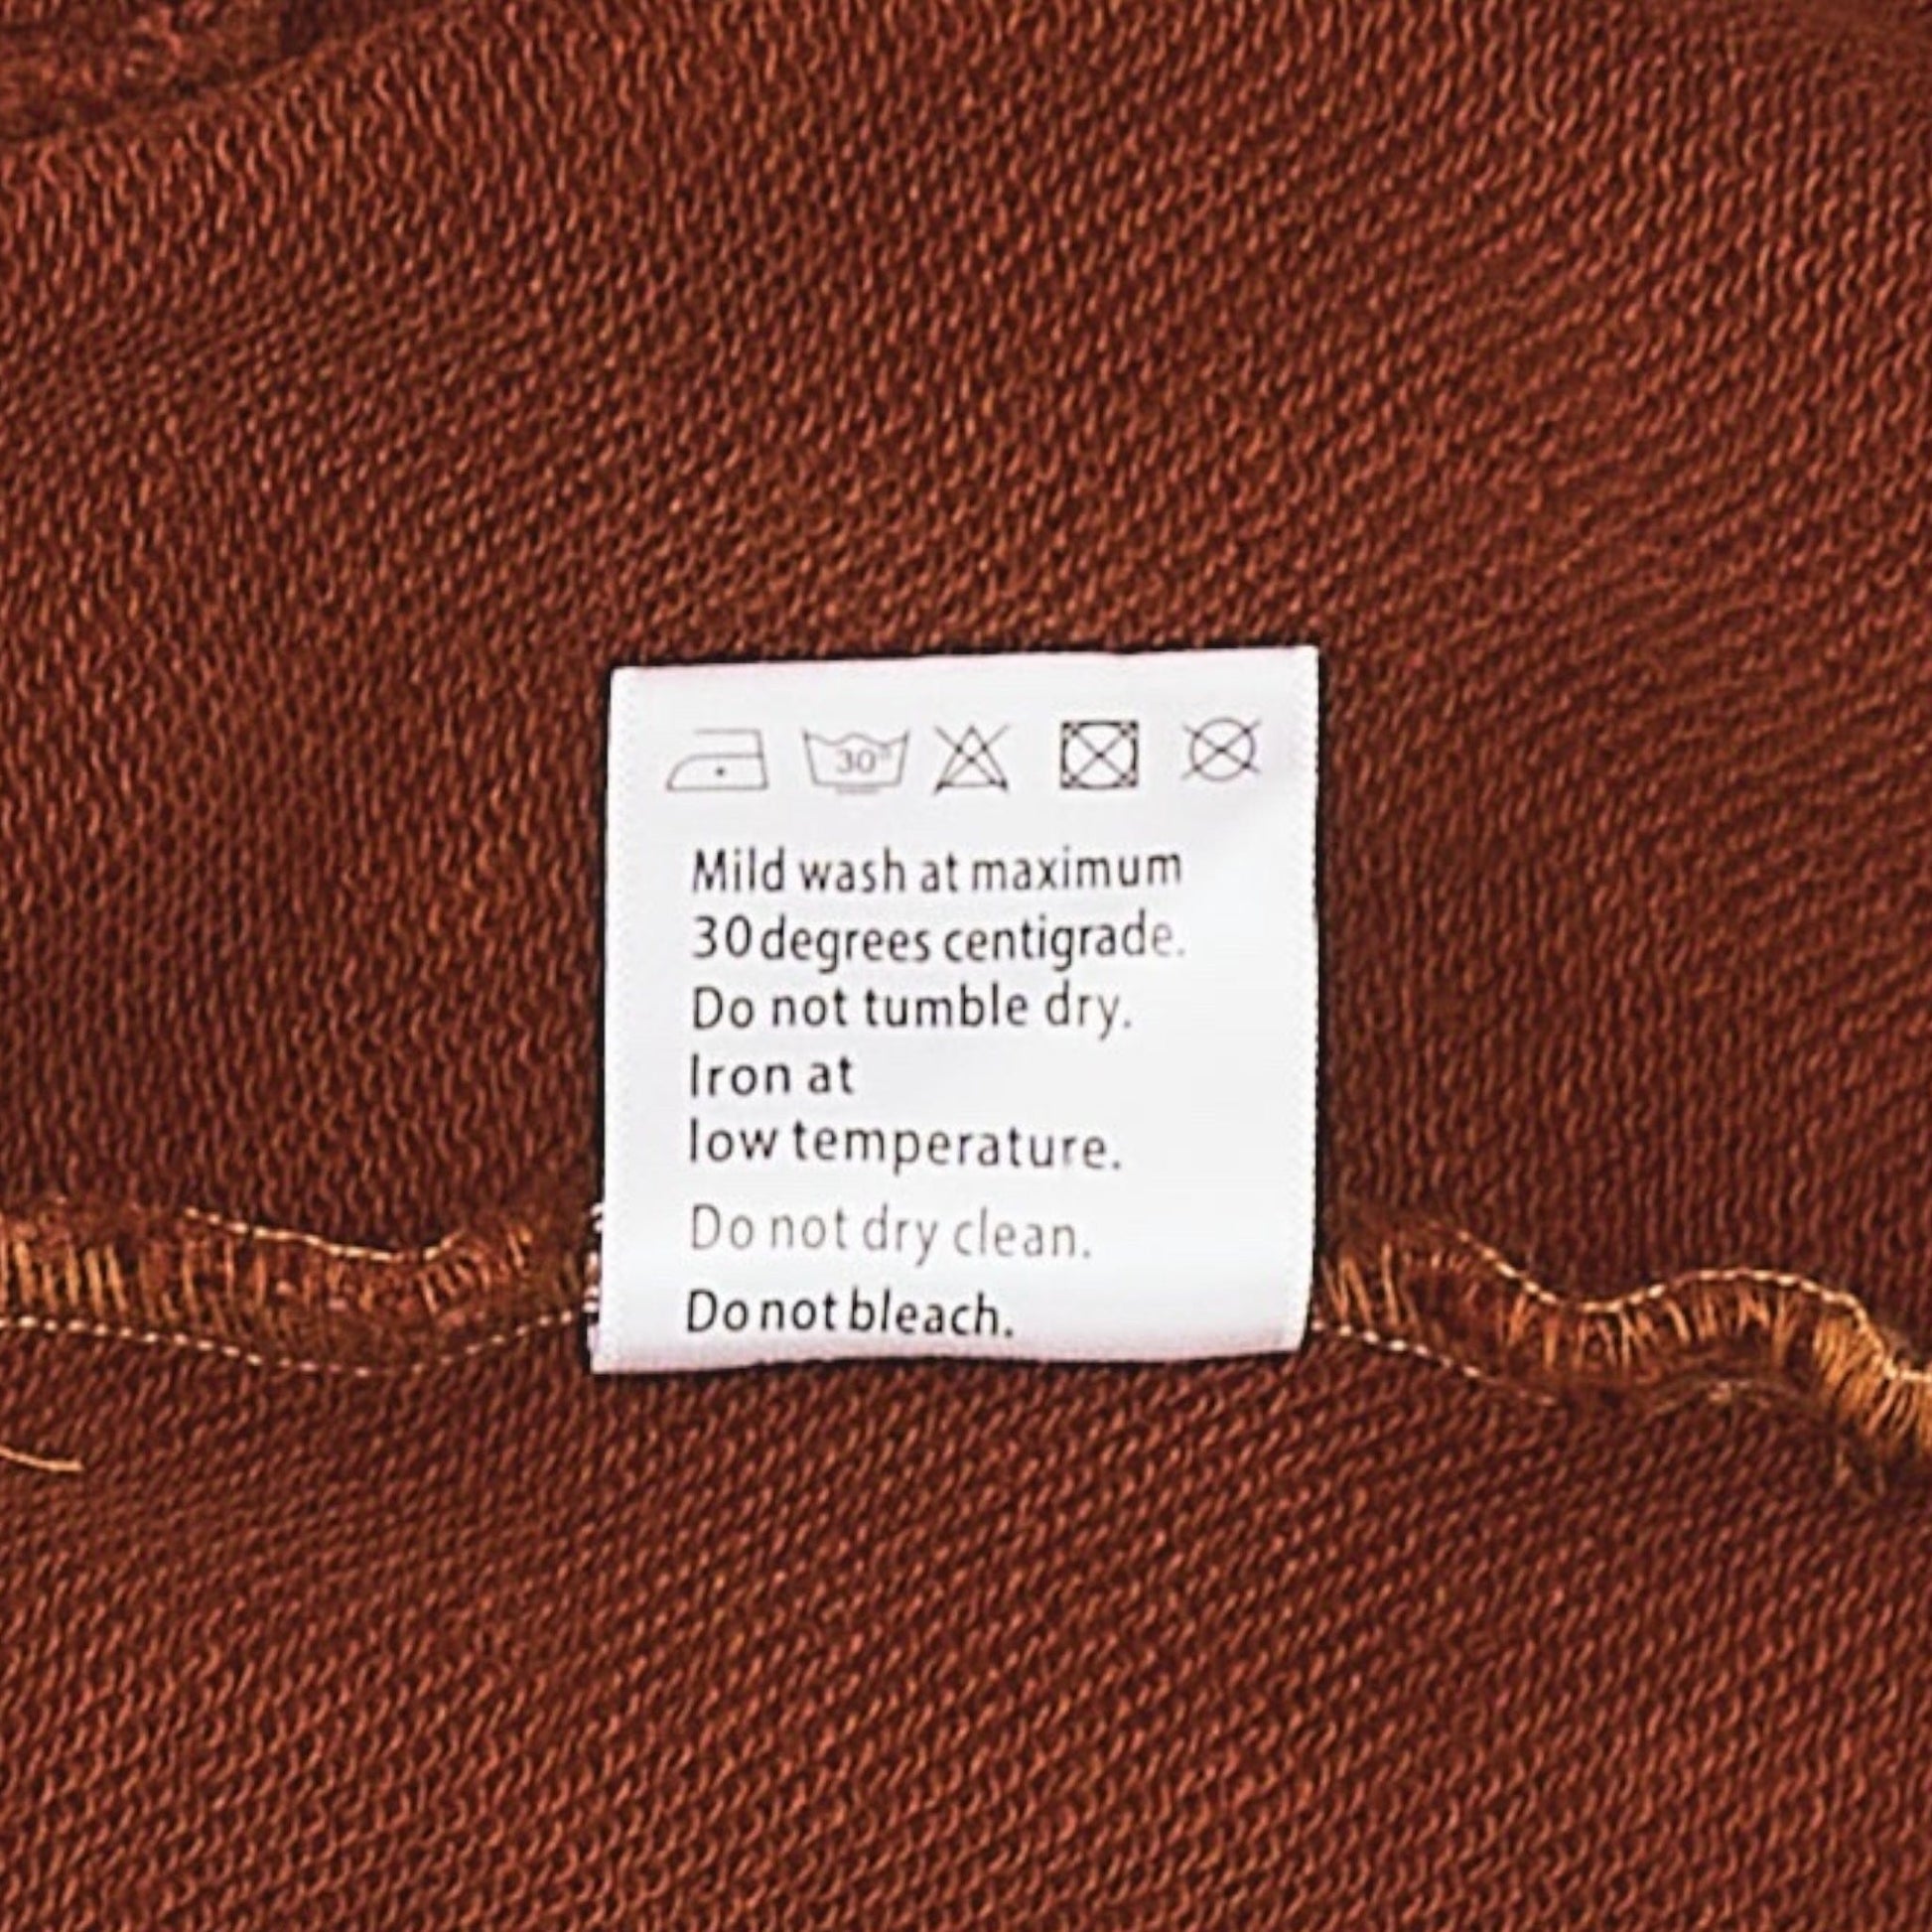 30°
Mild wash at maximum
30 degrees centigrade.
Do not tumble dry.
Iron at
low temperature.
Do not dry clean.
Do not bleach.